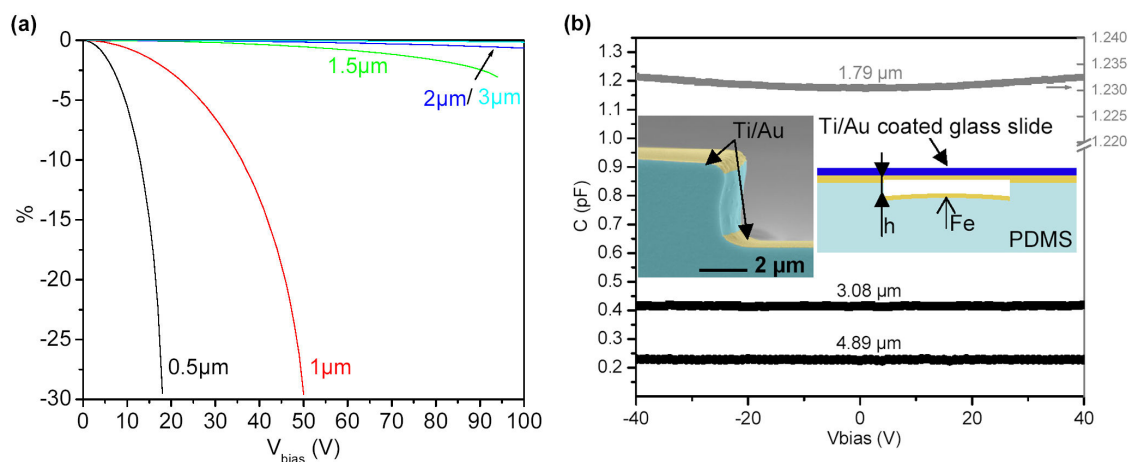 (a)
0
-5
-10
-15
-20
-25
-30
%
0 10 20 30 40 50 60 70 80 90 100
V_bias (V)
0.5µm
1µm
1.5µm
2µm/ 3µm
(b)
1.3
1.2
1.1
1.0
0.9
0.8
0.7
0.6
0.5
0.4
0.3
0.2
C (pF)
1.240
1.235
1.230
1.225
1.220
-40 -20 0 20 40
Vbias (V)
1.79 µm
Ti/Au
Ti/Au coated glass slide
h
Fe
PDMS
2 µm
3.08 µm
4.89 µm